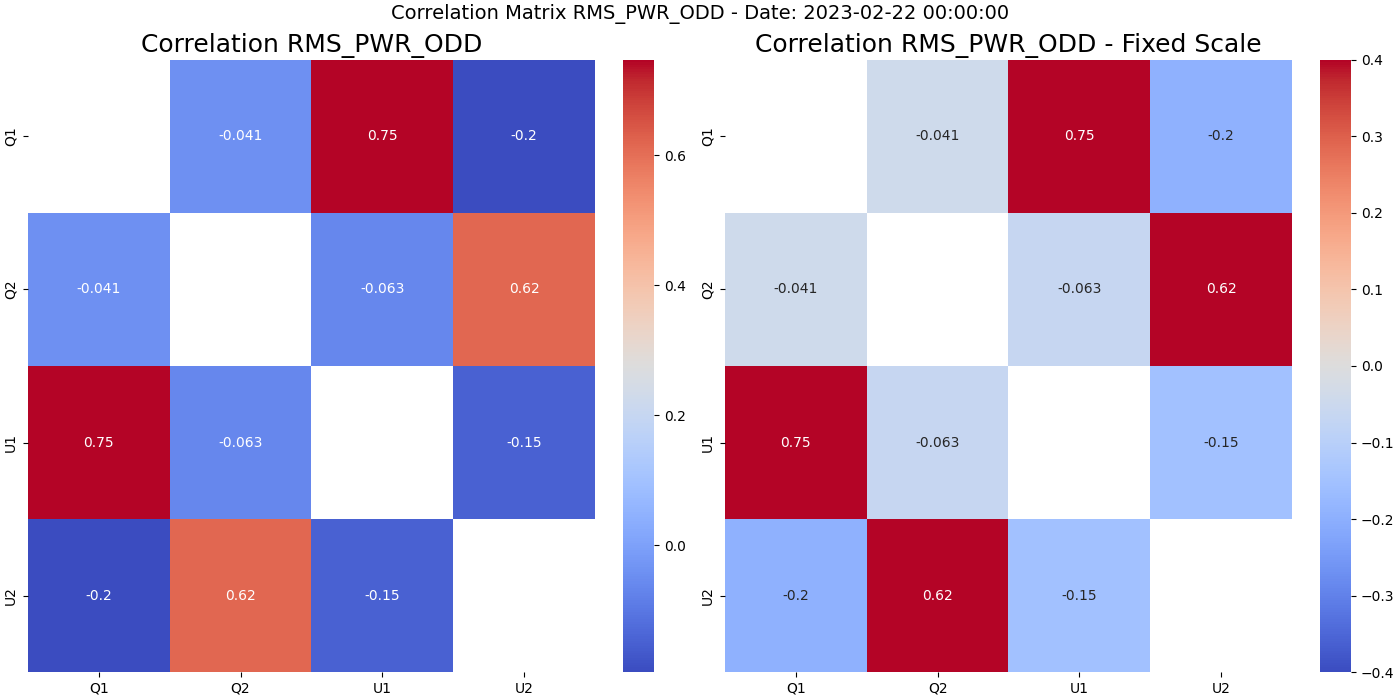 Correlation Matrix RMS_PWR_ODD - Date: 2023-02-22 00:00:00
Correlation RMS_PWR_ODD
Q1
-0.041
0.75
-0.2
Q2
-0.041
-0.063
0.62
U1
0.75
-0.063
-0.15
U2
-0.2
0.62
-0.15
Q1
Q2
U1
U2
0.6
0.4
0.2
0.0
Correlation RMS_PWR_ODD - Fixed Scale
Q1
-0.041
0.75
-0.2
Q2
-0.041
-0.063
0.62
U1
0.75
-0.063
-0.15
U2
-0.2
0.62
-0.15
Q1
Q2
U1
U2
0.4
0.3
0.2
0.1
0.0
−0.1
−0.2
−0.3
−0.4